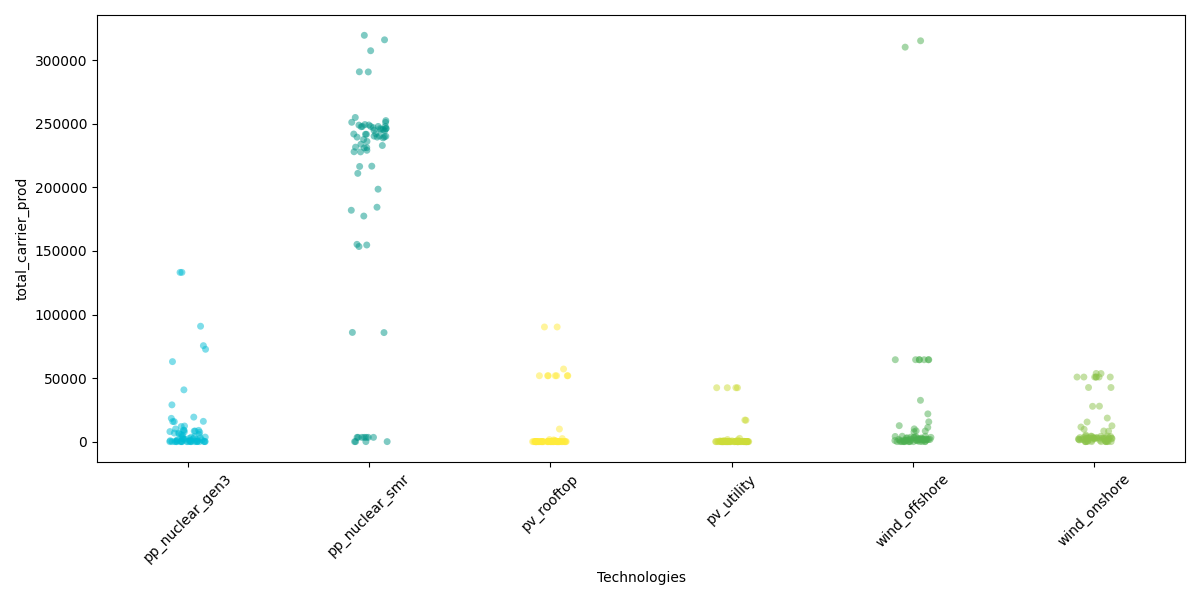 300000
250000
200000
150000
100000
50000
0
total_carrier_prod
pp_nuclear_gen3
pp_nuclear_smr
pv_rooftop
pv_utility
wind_offshore
wind_onshore
Technologies